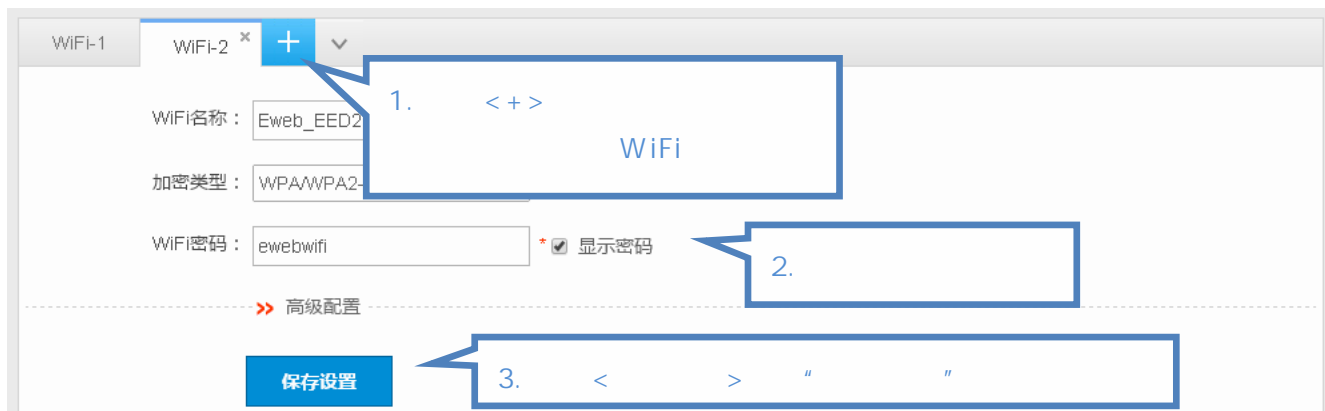 WiFi-1 WiFi-2 × +
WiFi名称：
Eweb_EED2
1. <+>
WiFi
加密类型：
WPA/WPA2-
WiFi密码：
ewebwifi
* 显示密码
2.
高级配置
保存设置
3. < > “ ”